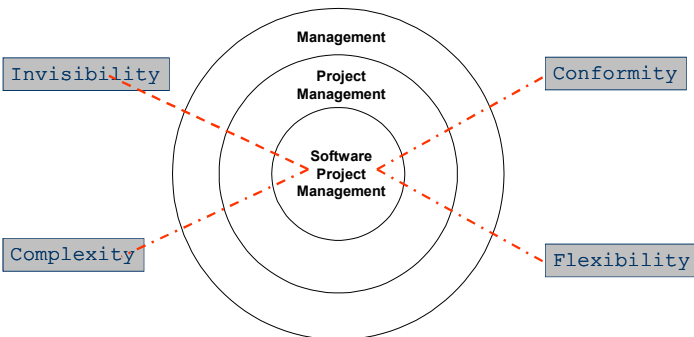 Management
Invisibility
Conformity
Project
Management
Software
Project
Management
Complexity
Flexibility